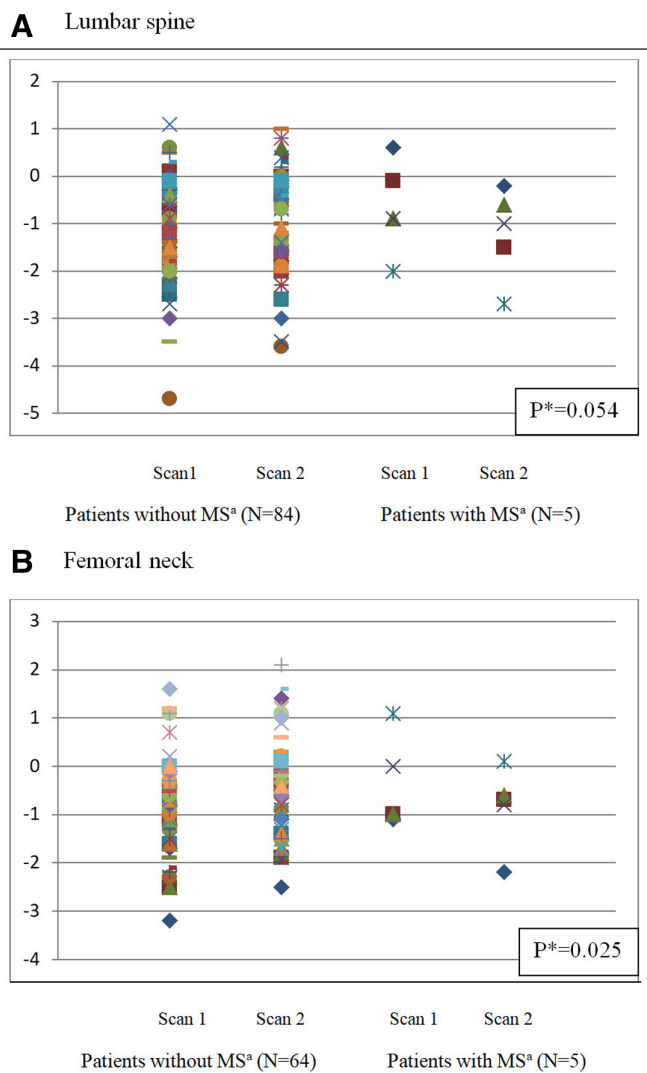 A Lumbar spine
2
1
0
-1
-2
-3
-4
-5
P*=0.054
Scan1 Scan 2 Scan 1 Scan 2
Patients without MSᵃ (N=84) Patients with MSᵃ (N=5)
B Femoral neck
3
2
1
0
-1
-2
-3
-4
P*=0.025
Scan 1 Scan 2 Scan 1 Scan 2
Patients without MSᵃ (N=64) Patients with MSᵃ (N=5)